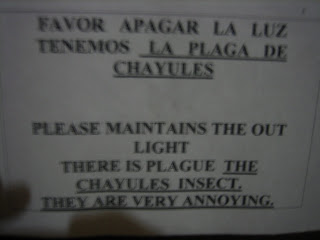 FAVOR APAGAR LA LUZ
TENEMOS LA PLAGA DE
CHAYULES
PLEASE MAINTAINS THE OUT
LIGHT
THERE IS PLAGUE THE
CHAYULES INSECT.
THEY ARE VERY ANNOYING.